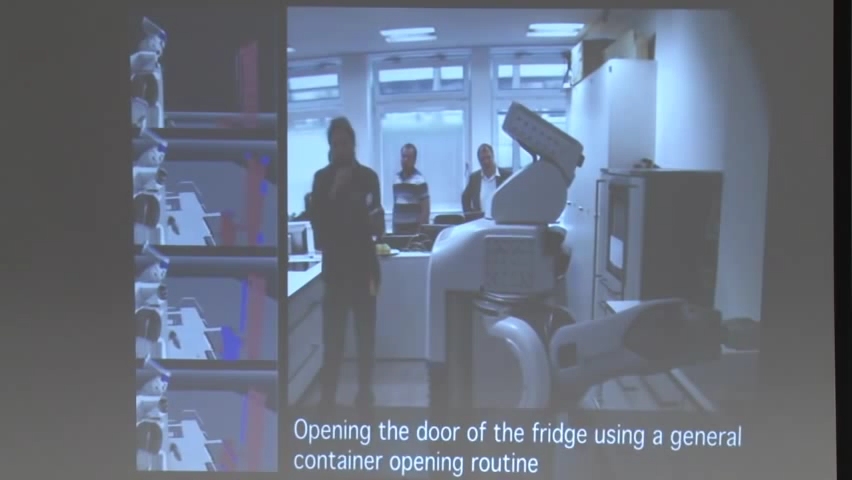 Opening the door of the fridge using a general
container opening routine